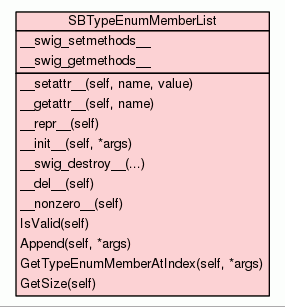 SBTypeEnumMemberList
__swig_setmethods__
__swig_getmethods__
__setattr__(self, name, value)
__getattr__(self, name)
__repr__(self)
__init__(self, *args)
__swig_destroy__(...)
__del__(self)
__nonzero__(self)
IsValid(self)
Append(self, *args)
GetTypeEnumMemberAtIndex(self, *args)
GetSize(self)